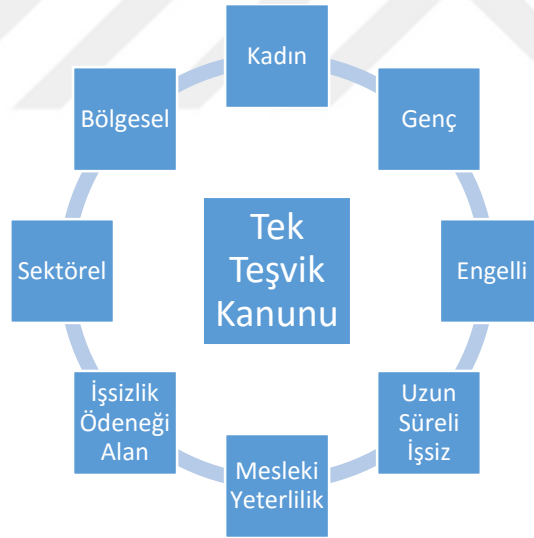 Kadın
Genç
Engelli
Uzun
Süreli
İşsiz
Mesleki
Yeterlilik
İşsizlik
Ödeneği
Alan
Sektörel
Bölgesel
Tek
Teşvik
Kanunu